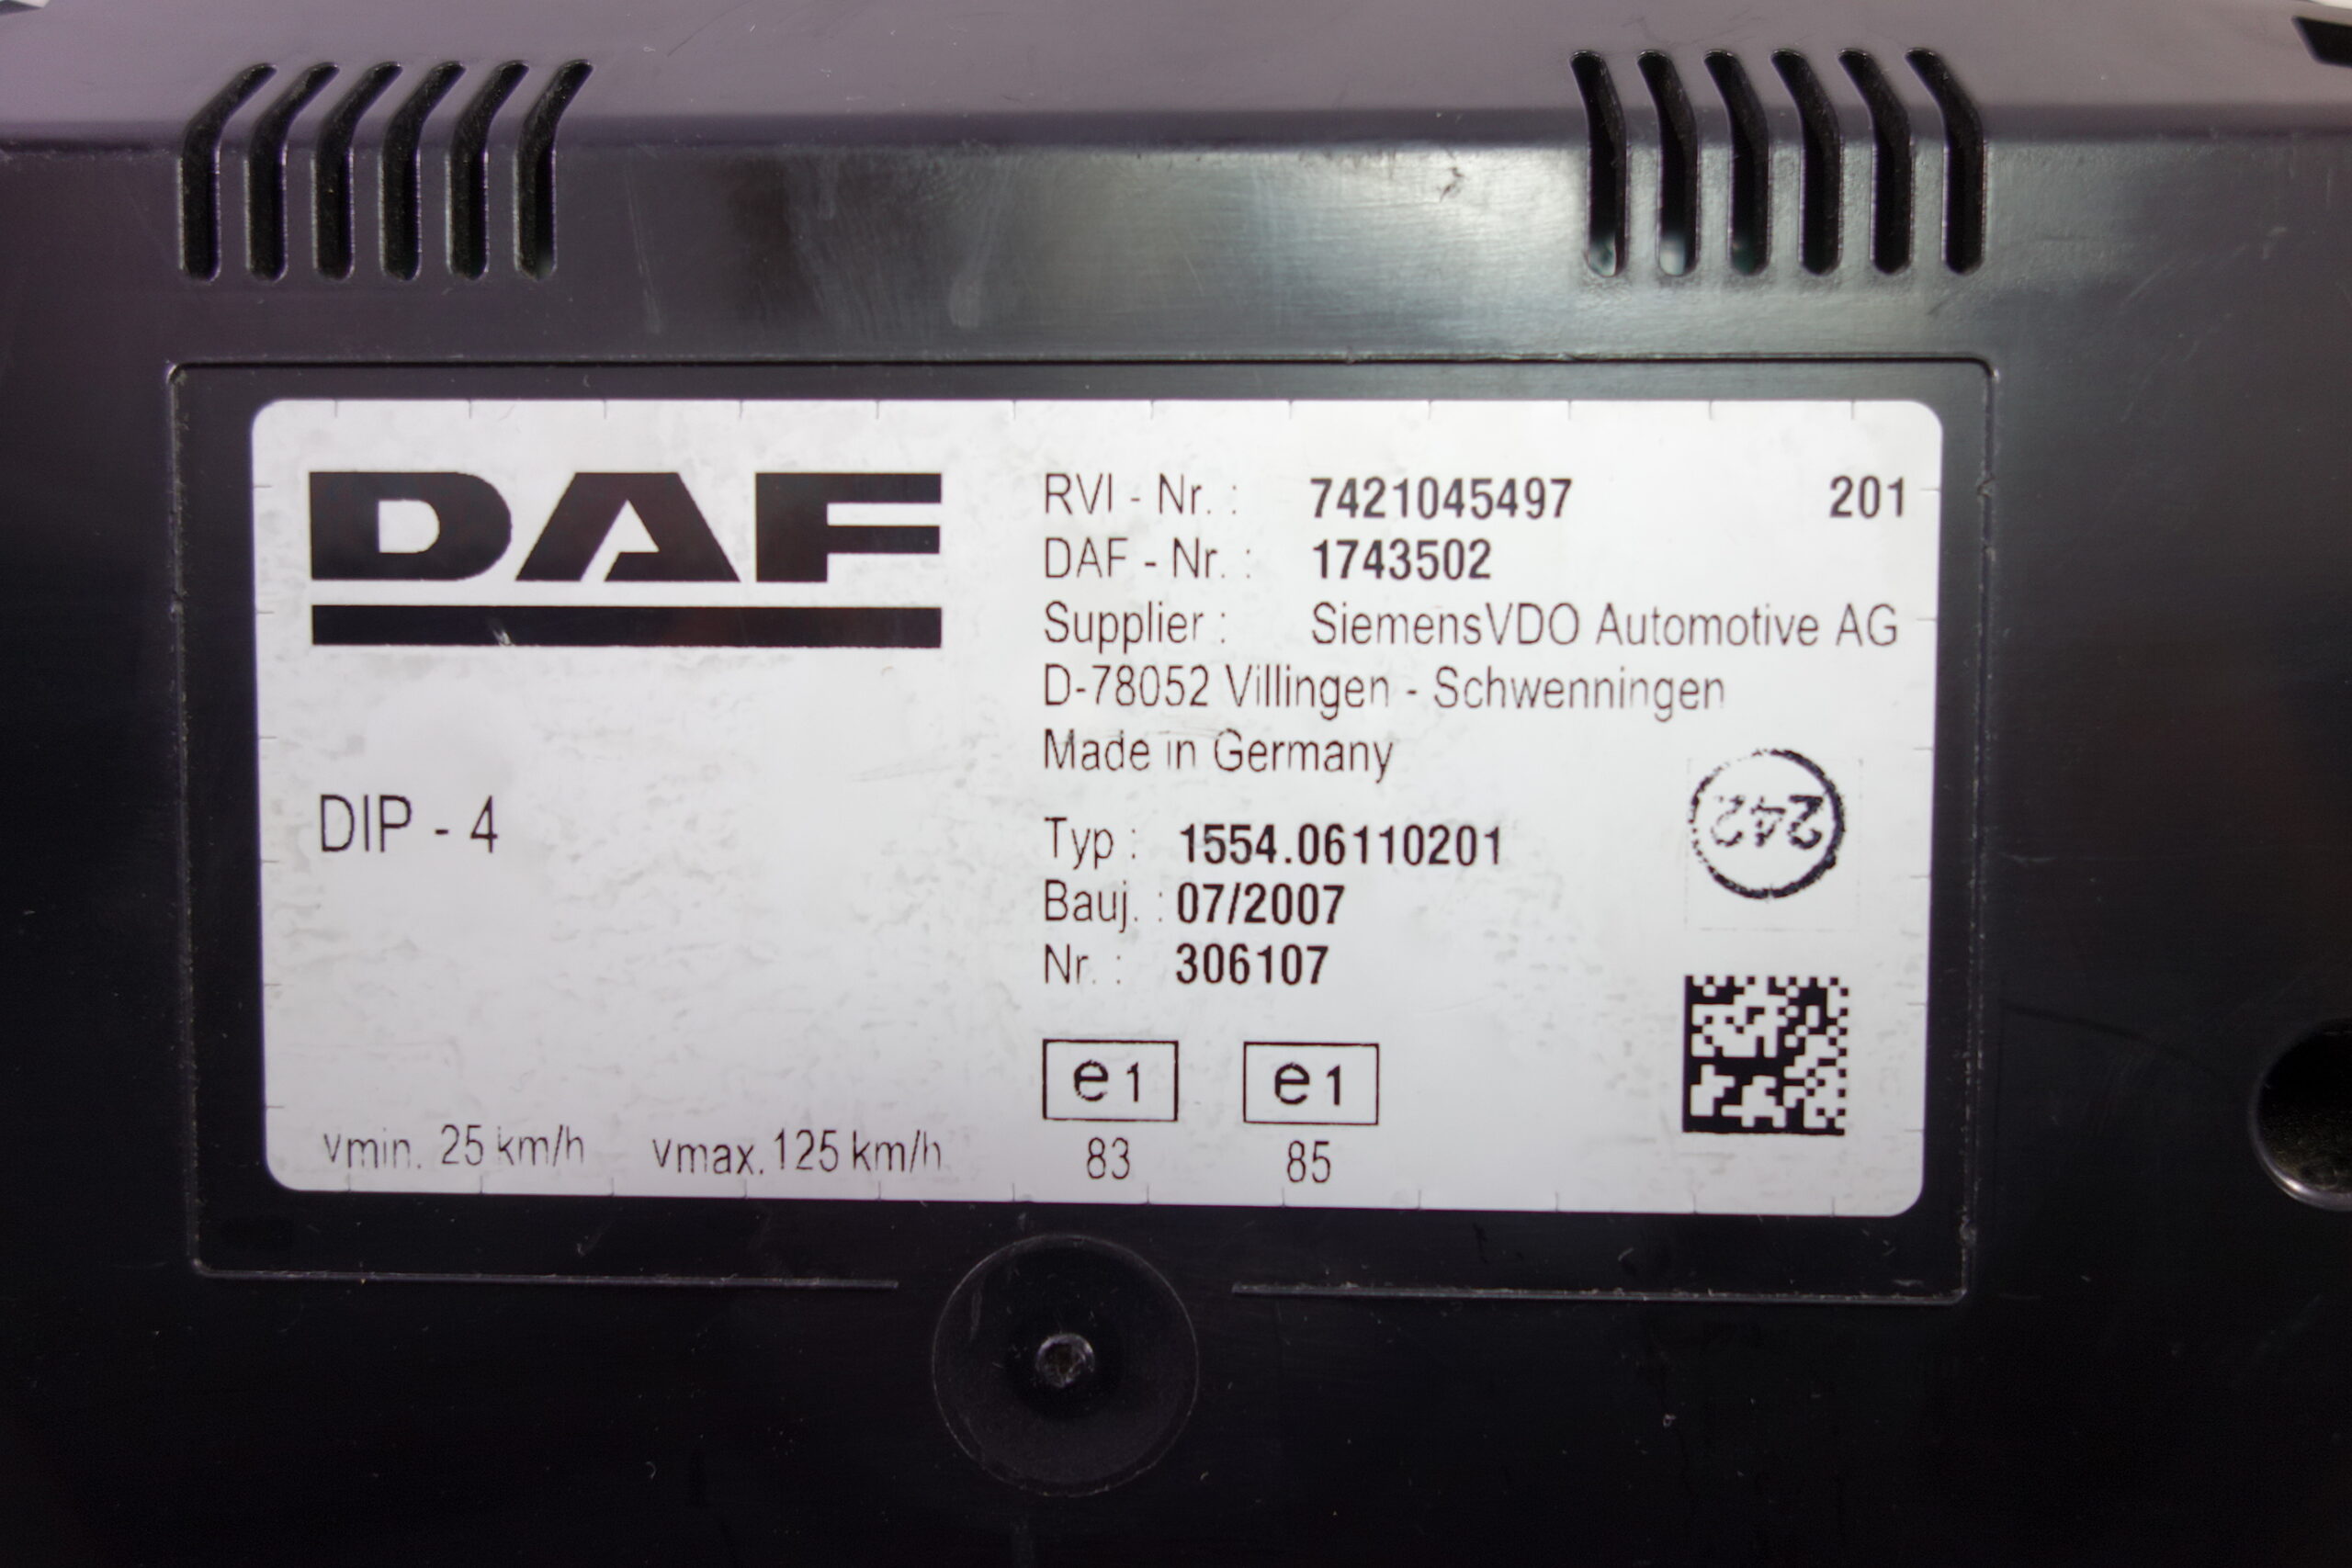 DAF
DIP - 4
vmin. 25 km/h vmax. 125 km/h
RVI - Nr. : 7421045497 201
DAF - Nr. : 1743502
Supplier : SiemensVDO Automotive AG
D-78052 Villingen - Schwenningen
Made in Germany
Typ : 1554.06110201
Bauj. : 07/2007
Nr. : 306107
242
e1 e1
83 85